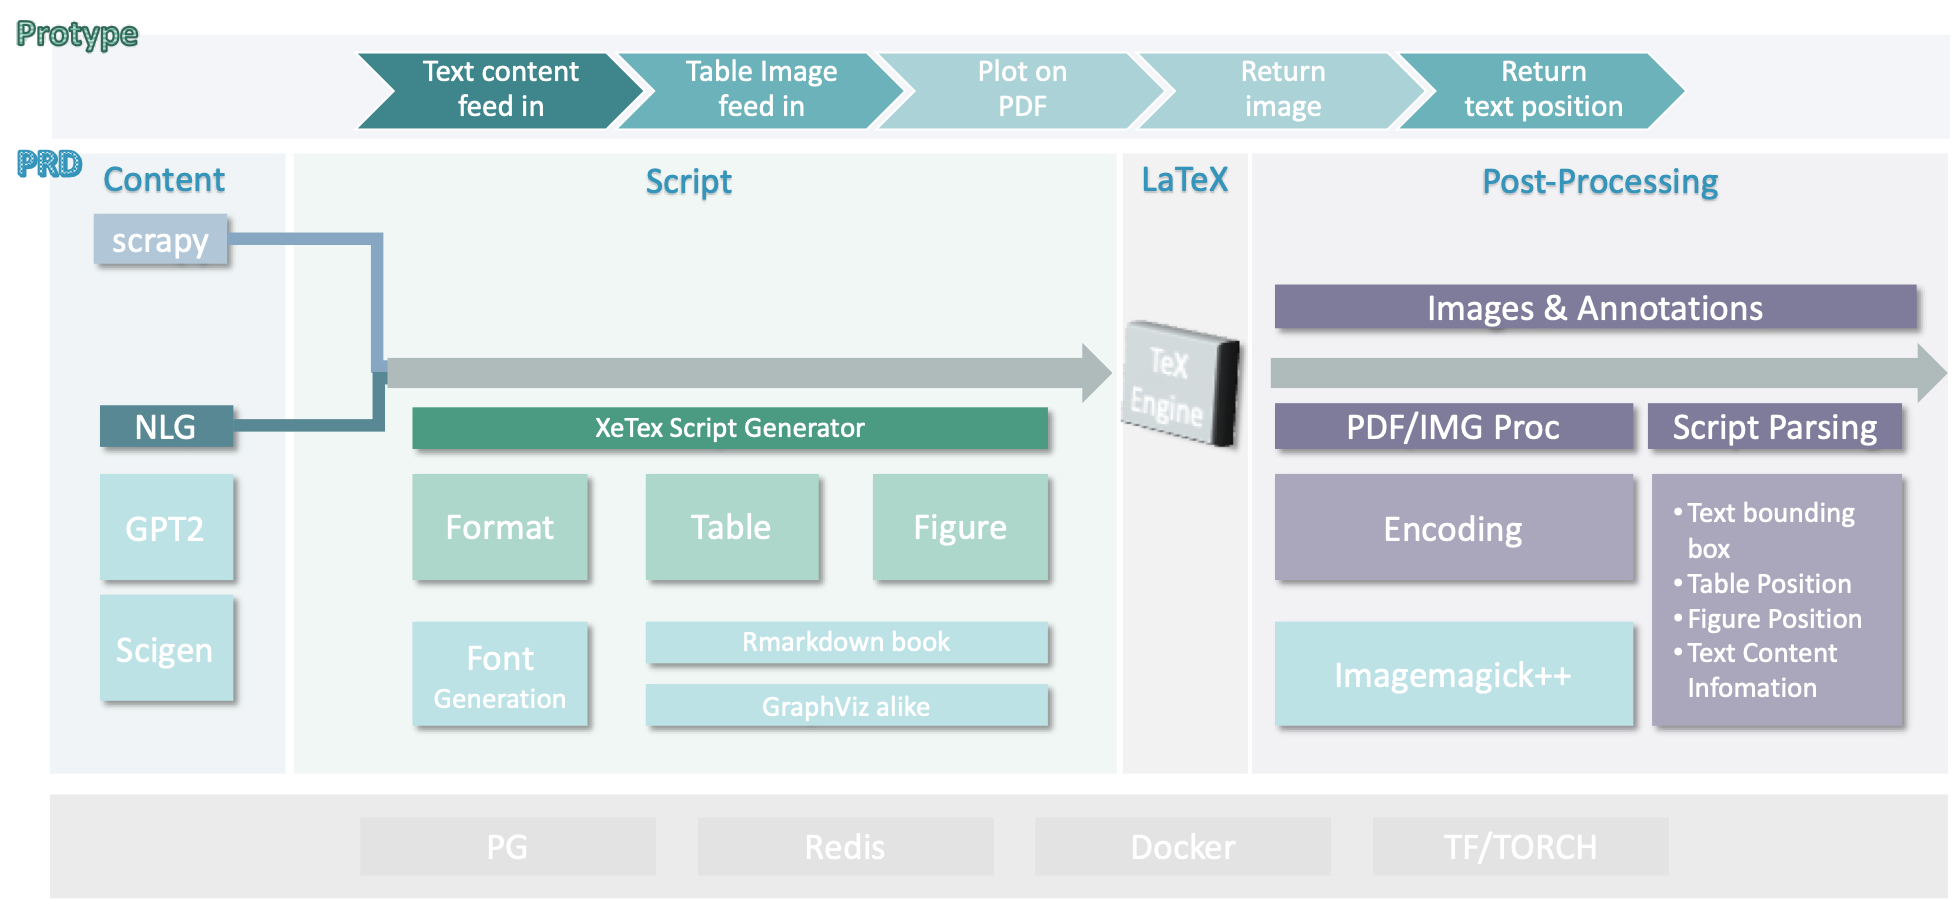 Protype
Text content
feed in
Table Image
feed in
Plot on
PDF
Return
image
Return
text position
PRD
Content
Script
LaTeX
Post-Processing
scrapy
Images & Annotations
TeX
Engine
NLG
XeTex Script Generator
PDF/IMG Proc
Script Parsing
GPT2
Format
Table
Figure
Encoding
• Text bounding
box
• Table Position
• Figure Position
• Text Content
Infomation
Scigen
Font
Generation
Rmarkdown book
GraphViz alike
Imagemagick++
PG
Redis
Docker
TF/TORCH